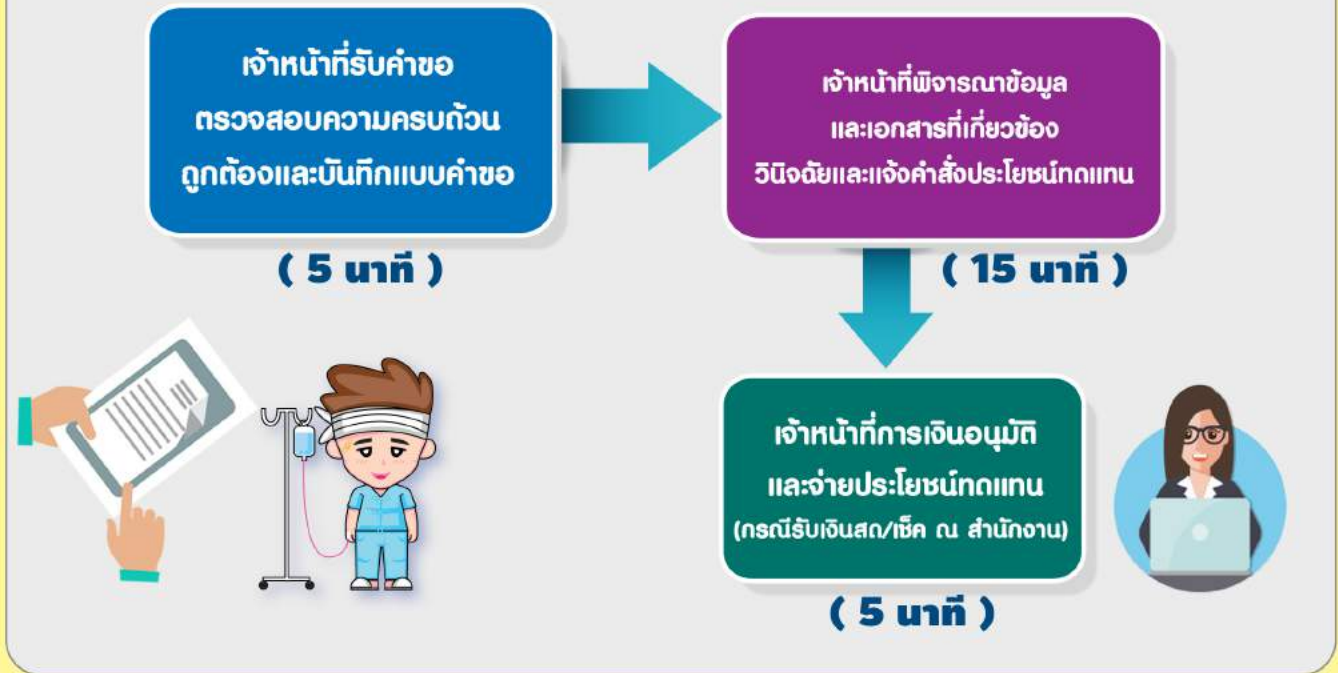 เจ้าหน้าที่รับคำขอ
ตรวจสอบความครบถ้วน
ถูกต้องและบันทึกแบบคำขอ
( 5 นาที )
เจ้าหน้าที่พิจารณาข้อมูล
และเอกสารที่เกี่ยวข้อง
วินิจฉัยและแจ้งคำสั่งประโยชน์ทดแทน
( 15 นาที )
เจ้าหน้าที่การเงินอนุมัติ
และจ่ายประโยชน์ทดแทน
(กรณีรับเงินสด/เช็ค ณ สำนักงาน)
( 5 นาที )